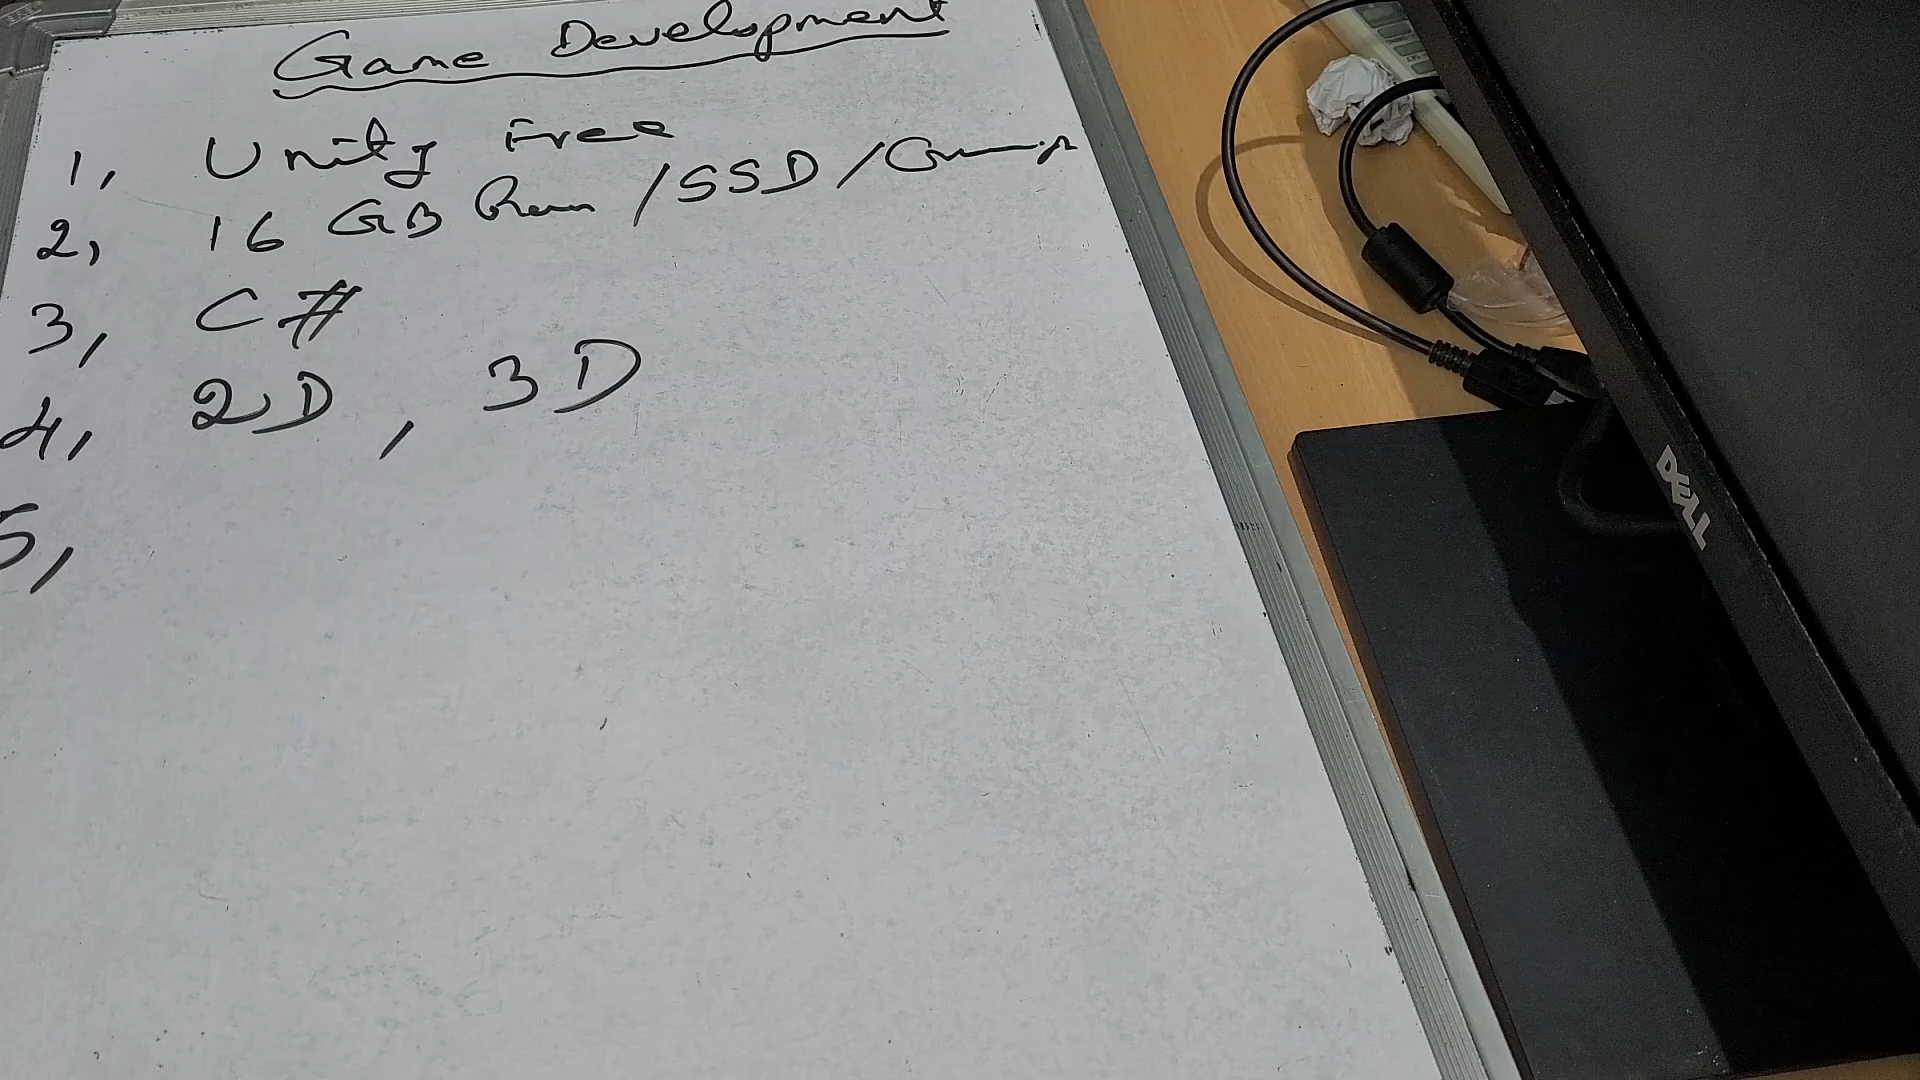 Game Development
1, Unity Free
2, 16 GB Ram /SSD/
3, C#
4, 2D, 3D
5,
DELL